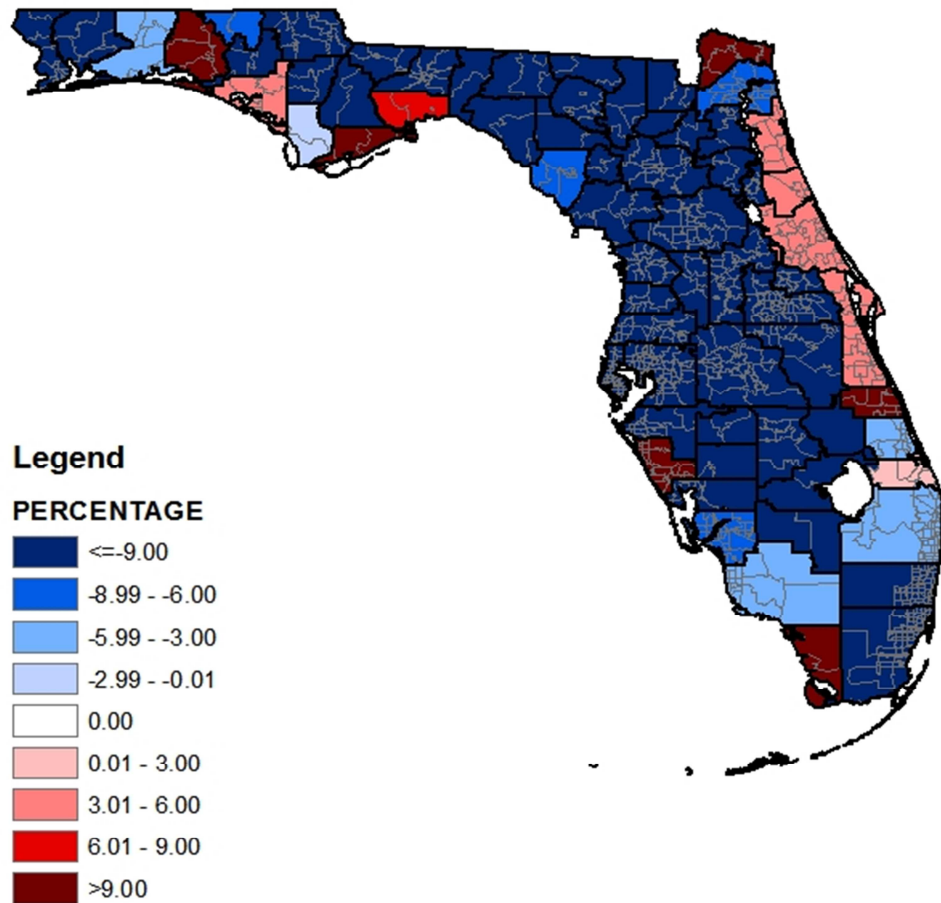 Legend
PERCENTAGE
<=-9.00
-8.99 - -6.00
-5.99 - -3.00
-2.99 - -0.01
0.00
0.01 - 3.00
3.01 - 6.00
6.01 - 9.00
>9.00